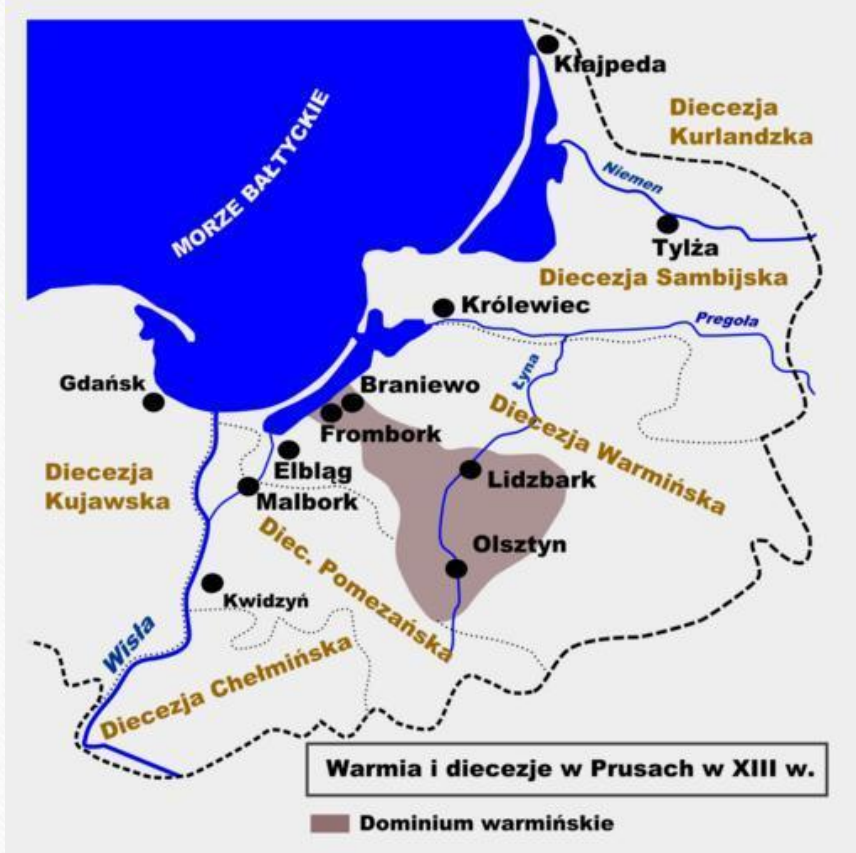 Kłajpeda
Diecezja
Kurlandzka
MORZE BAŁTYCKIE
Niemen
Tylża
Diecezja Sambijska
Królewiec
Pregoła
Łyna
Gdańsk
Braniewo
Frombork
Diecezja Warmińska
Elbląg
Lidzbark
Diecezja
Kujawska
Malbork
Olsztyn
Diec. Pomezańska
Kwidzyń
Wisła
Diecezja Chełmińska
Warmia i diecezje w Prusach w XIII w.
Dominium warmińskie